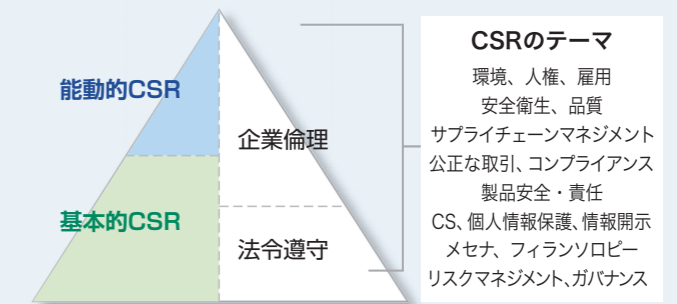 能動的CSR
基本的CSR
企業倫理
法令遵守
CSRのテーマ
環境、人権、雇用
安全衛生、品質
サプライチェーンマネジメント
公正な取引、コンプライアンス
製品安全・責任
CS、個人情報保護、情報開示
メセナ、フィランソロピー
リスクマネジメント、ガバナンス